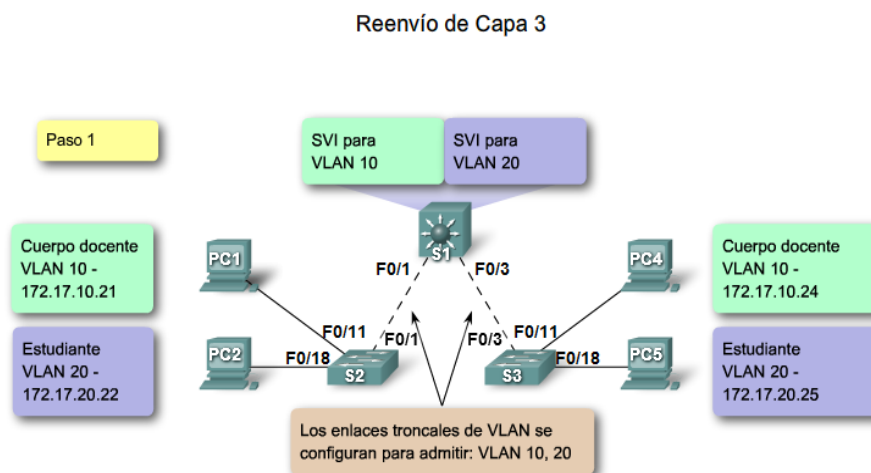 Reenvío de Capa 3
Paso 1
SVI para
VLAN 10
SVI para
VLAN 20
S1
F0/1
F0/3
Cuerpo docente
VLAN 10 -
172.17.10.21
PC1
F0/11
Estudiante
VLAN 20 -
172.17.20.22
PC2
F0/18
F0/1
S2
PC4
Cuerpo docente
VLAN 10 -
172.17.10.24
F0/11
F0/3
S3
F0/18
PC5
Estudiante
VLAN 20 -
172.17.20.25
Los enlaces troncales de VLAN se
configuran para admitir: VLAN 10, 20